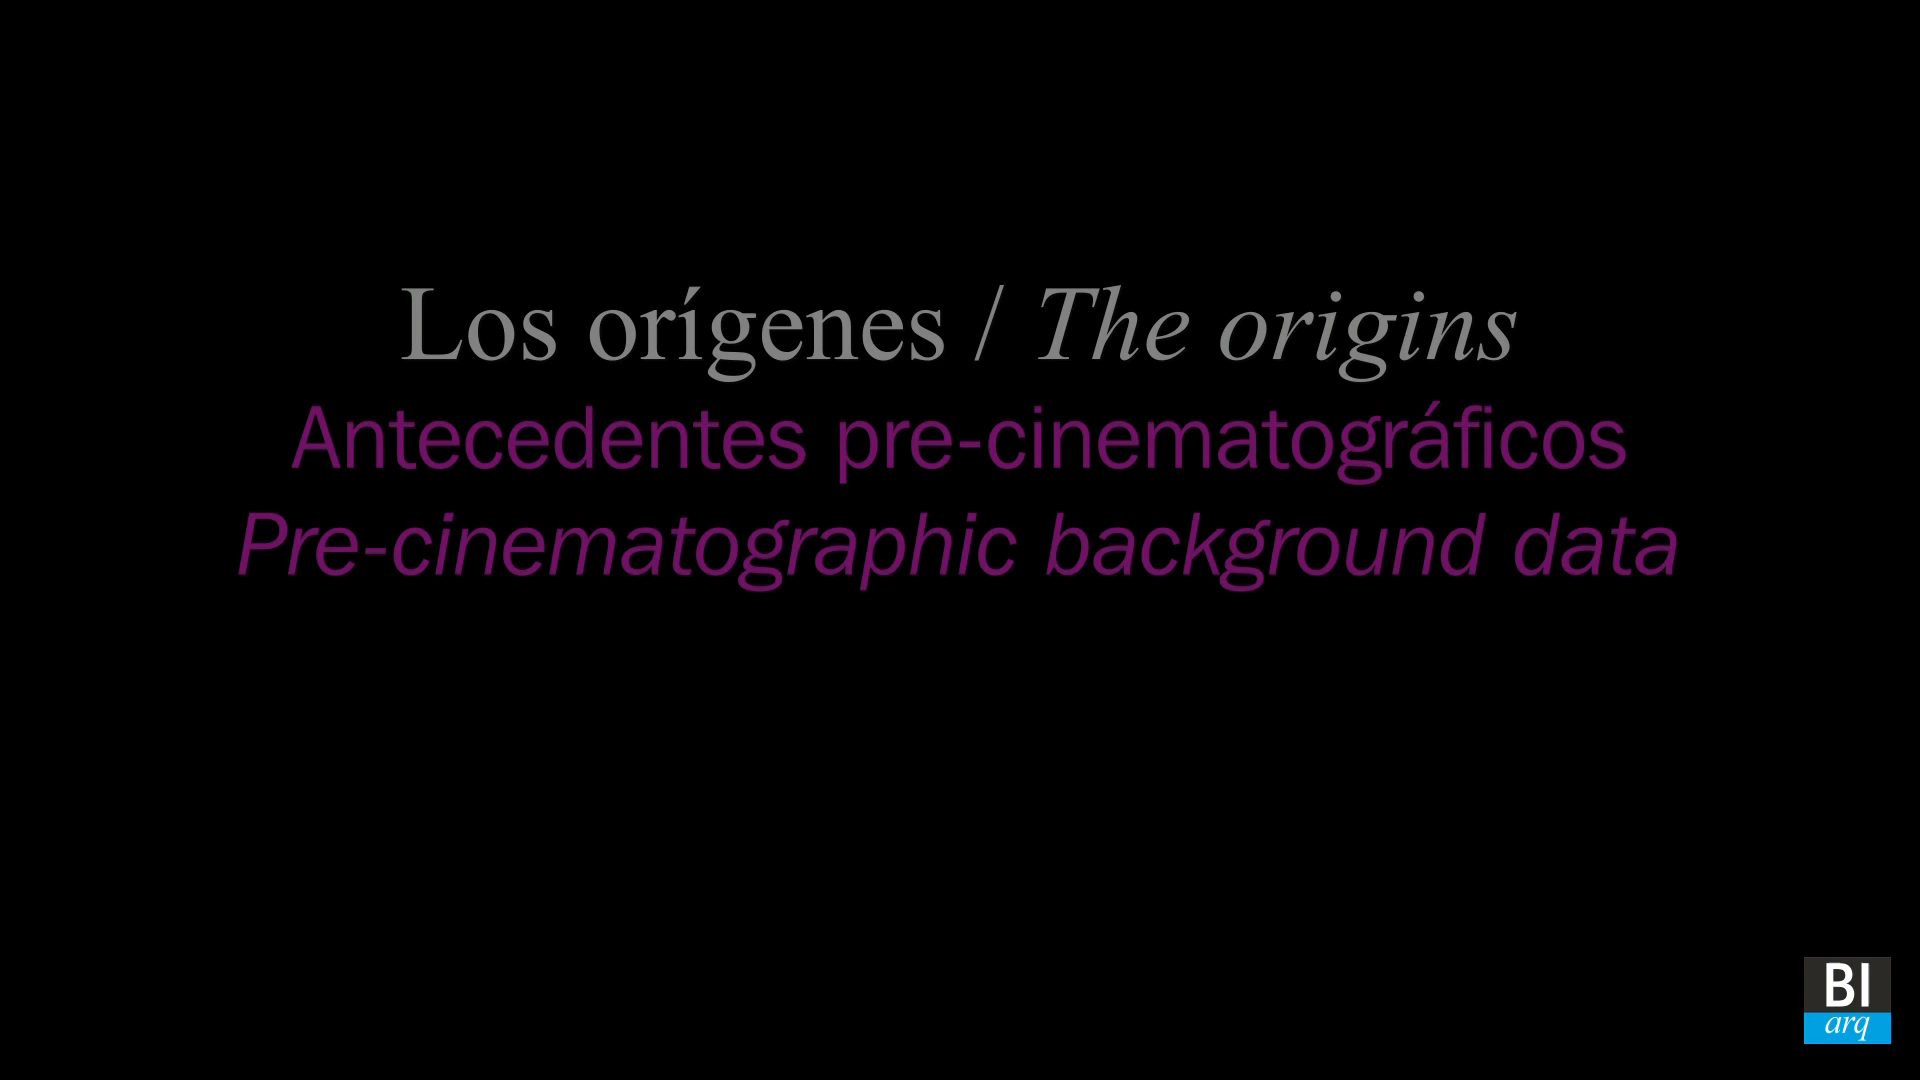 Los orígenes / The origins
Antecedentes pre-cinematográficos
Pre-cinematographic background data
BI
arq